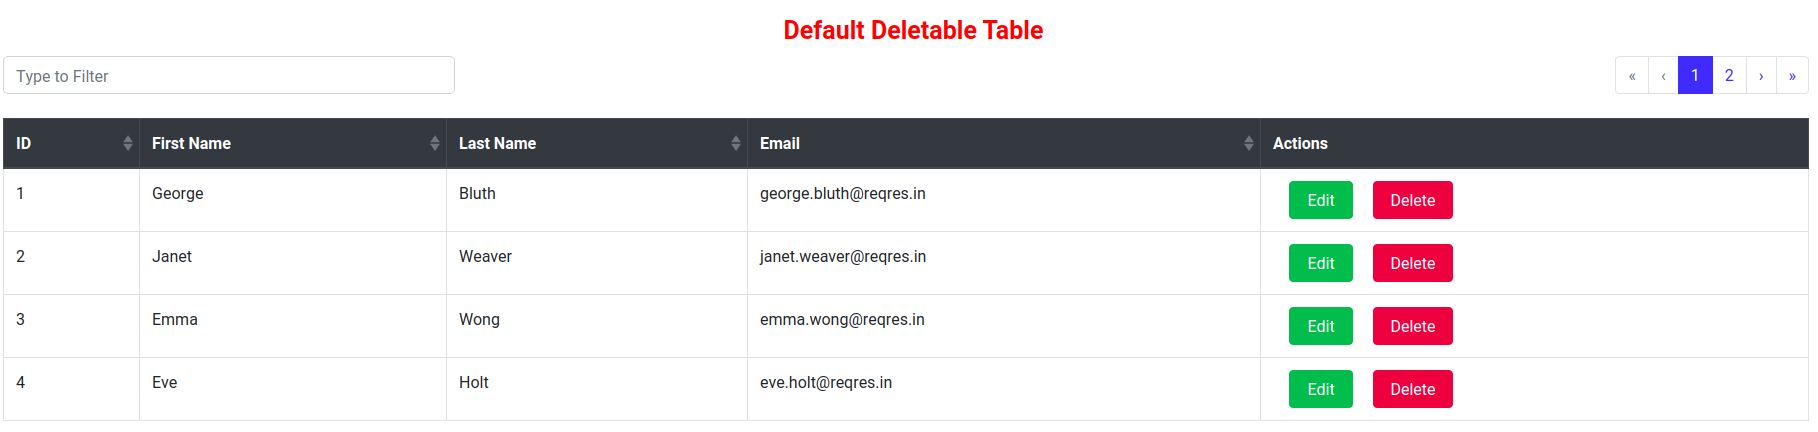 Default Deletable Table
Type to Filter
« ‹ 1 2 › »
ID First Name Last Name Email Actions
1 George Bluth george.bluth@reqres.in Edit Delete
2 Janet Weaver janet.weaver@reqres.in Edit Delete
3 Emma Wong emma.wong@reqres.in Edit Delete
4 Eve Holt eve.holt@reqres.in Edit Delete